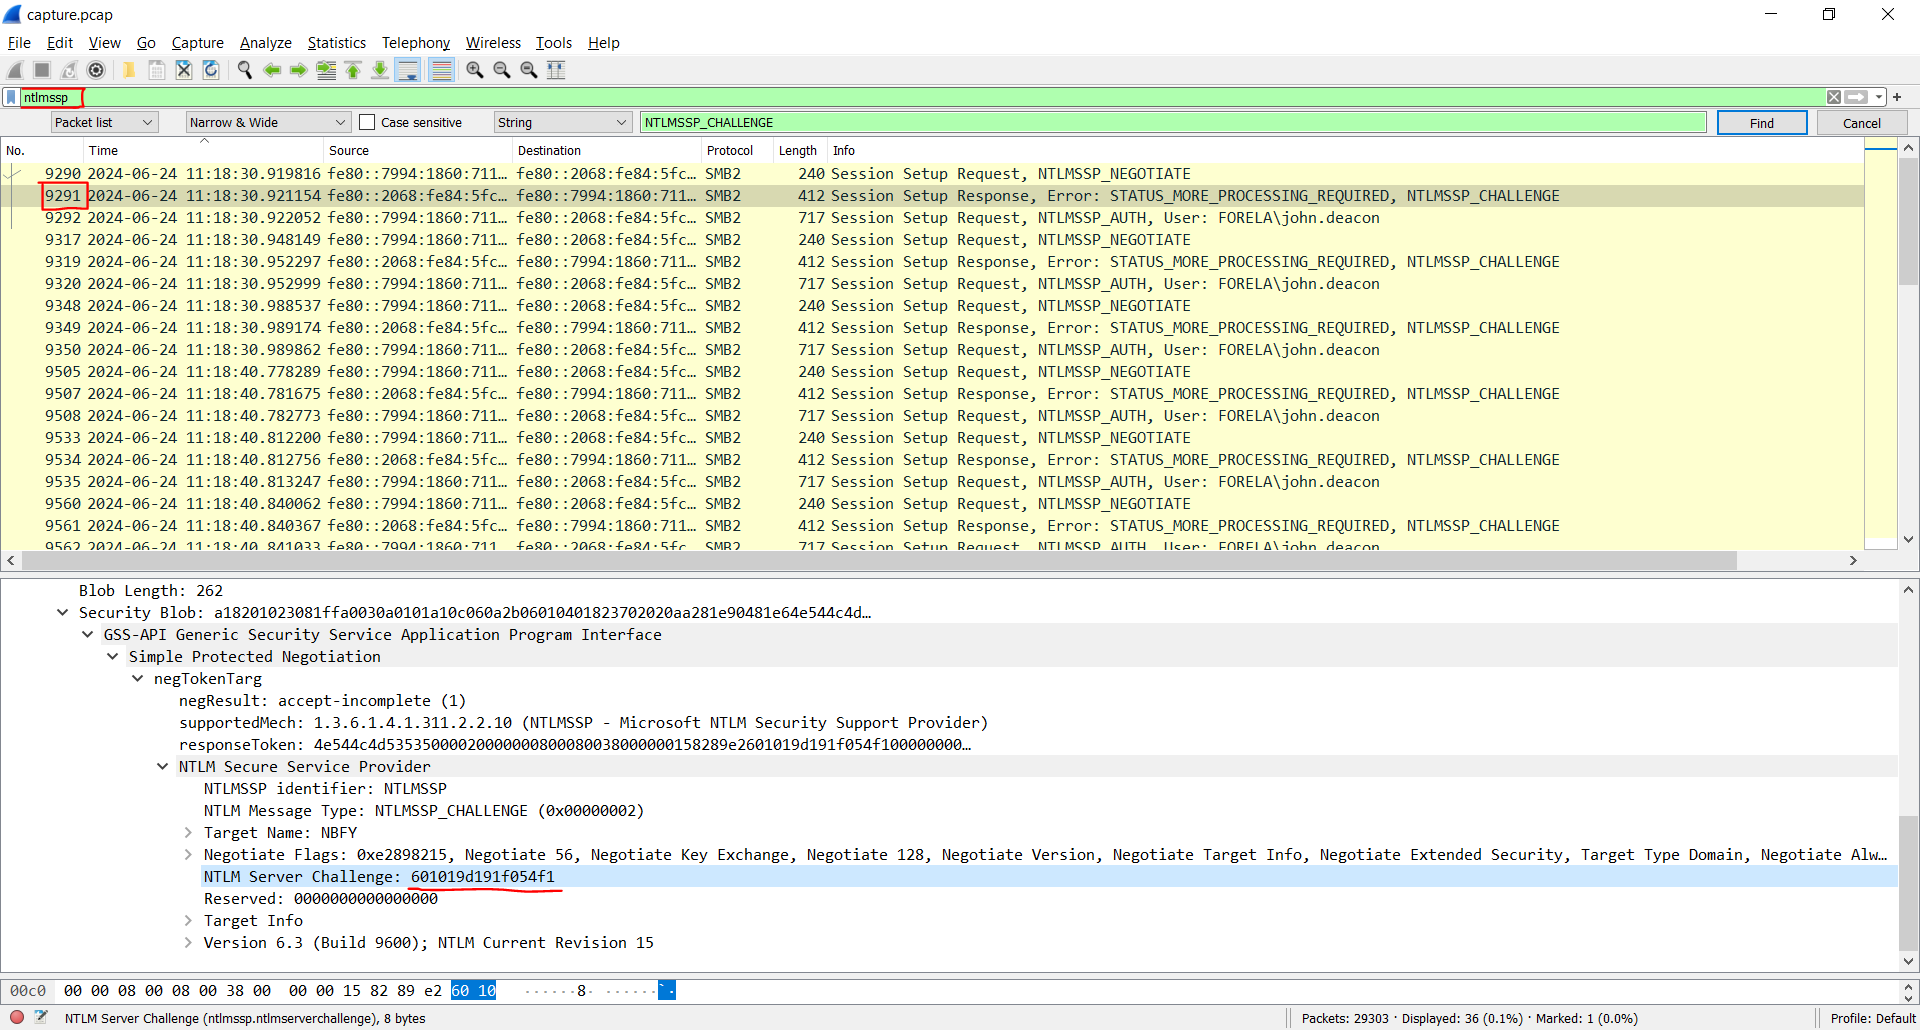 capture.pcap
File Edit View Go Capture Analyze Statistics Telephony Wireless Tools Help
ntlmssp
Packet list Narrow & Wide Case sensitive String NTLMSSP_CHALLENGE Find Cancel
No. Time Source Destination Protocol Length Info
9290 2024-06-24 11:18:30.919816 fe80::7994:1860:711… fe80::2068:fe84:5fc… SMB2 240 Session Setup Request, NTLMSSP_NEGOTIATE
9291 2024-06-24 11:18:30.921154 fe80::2068:fe84:5fc… fe80::7994:1860:711… SMB2 412 Session Setup Response, Error: STATUS_MORE_PROCESSING_REQUIRED, NTLMSSP_CHALLENGE
9292 2024-06-24 11:18:30.922052 fe80::7994:1860:711… fe80::2068:fe84:5fc… SMB2 717 Session Setup Request, NTLMSSP_AUTH, User: FORELA\john.deacon
9317 2024-06-24 11:18:30.948149 fe80::7994:1860:711… fe80::2068:fe84:5fc… SMB2 240 Session Setup Request, NTLMSSP_NEGOTIATE
9319 2024-06-24 11:18:30.952297 fe80::2068:fe84:5fc… fe80::7994:1860:711… SMB2 412 Session Setup Response, Error: STATUS_MORE_PROCESSING_REQUIRED, NTLMSSP_CHALLENGE
9320 2024-06-24 11:18:30.952999 fe80::7994:1860:711… fe80::2068:fe84:5fc… SMB2 717 Session Setup Request, NTLMSSP_AUTH, User: FORELA\john.deacon
9348 2024-06-24 11:18:30.988537 fe80::7994:1860:711… fe80::2068:fe84:5fc… SMB2 240 Session Setup Request, NTLMSSP_NEGOTIATE
9349 2024-06-24 11:18:30.989174 fe80::2068:fe84:5fc… fe80::7994:1860:711… SMB2 412 Session Setup Response, Error: STATUS_MORE_PROCESSING_REQUIRED, NTLMSSP_CHALLENGE
9350 2024-06-24 11:18:30.989862 fe80::7994:1860:711… fe80::2068:fe84:5fc… SMB2 717 Session Setup Request, NTLMSSP_AUTH, User: FORELA\john.deacon
9505 2024-06-24 11:18:40.778289 fe80::7994:1860:711… fe80::2068:fe84:5fc… SMB2 240 Session Setup Request, NTLMSSP_NEGOTIATE
9507 2024-06-24 11:18:40.781675 fe80::2068:fe84:5fc… fe80::7994:1860:711… SMB2 412 Session Setup Response, Error: STATUS_MORE_PROCESSING_REQUIRED, NTLMSSP_CHALLENGE
9508 2024-06-24 11:18:40.782773 fe80::7994:1860:711… fe80::2068:fe84:5fc… SMB2 717 Session Setup Request, NTLMSSP_AUTH, User: FORELA\john.deacon
9533 2024-06-24 11:18:40.812200 fe80::7994:1860:711… fe80::2068:fe84:5fc… SMB2 240 Session Setup Request, NTLMSSP_NEGOTIATE
9534 2024-06-24 11:18:40.812756 fe80::2068:fe84:5fc… fe80::7994:1860:711… SMB2 412 Session Setup Response, Error: STATUS_MORE_PROCESSING_REQUIRED, NTLMSSP_CHALLENGE
9535 2024-06-24 11:18:40.813247 fe80::7994:1860:711… fe80::2068:fe84:5fc… SMB2 717 Session Setup Request, NTLMSSP_AUTH, User: FORELA\john.deacon
9560 2024-06-24 11:18:40.840062 fe80::7994:1860:711… fe80::2068:fe84:5fc… SMB2 240 Session Setup Request, NTLMSSP_NEGOTIATE
9561 2024-06-24 11:18:40.840367 fe80::2068:fe84:5fc… fe80::7994:1860:711… SMB2 412 Session Setup Response, Error: STATUS_MORE_PROCESSING_REQUIRED, NTLMSSP_CHALLENGE
9562 2024-06-24 11:18:40.841033 fe80::7994:1860:711… fe80::2068:fe84:5fc… SMB2 717 Session Setup Request, NTLMSSP_AUTH, User: FORELA\john.deacon
Blob Length: 262
Security Blob: a18201023081ffa0030a0101a10c060a2b06010401823702020aa281e90481e64e544c4d…
GSS-API Generic Security Service Application Program Interface
Simple Protected Negotiation
negTokenTarg
negResult: accept-incomplete (1)
supportedMech: 1.3.6.1.4.1.311.2.2.10 (NTLMSSP - Microsoft NTLM Security Support Provider)
responseToken: 4e544c4d53535000020000000800080038000000158289e2601019d191f054f100000000…
NTLM Secure Service Provider
NTLMSSP identifier: NTLMSSP
NTLM Message Type: NTLMSSP_CHALLENGE (0x00000002)
Target Name: NBFY
Negotiate Flags: 0xe2898215, Negotiate 56, Negotiate Key Exchange, Negotiate 128, Negotiate Version, Negotiate Target Info, Negotiate Extended Security, Target Type Domain, Negotiate Alw…
NTLM Server Challenge: 601019d191f054f1
Reserved: 0000000000000000
Target Info
Version 6.3 (Build 9600); NTLM Current Revision 15
00c0 00 00 08 00 08 00 38 00 00 00 15 82 89 e2 60 10 ······8· ······`·
NTLM Server Challenge (ntlmssp.ntlmserverchallenge), 8 bytes Packets: 29303 · Displayed: 36 (0.1%) · Marked: 1 (0.0%) Profile: Default